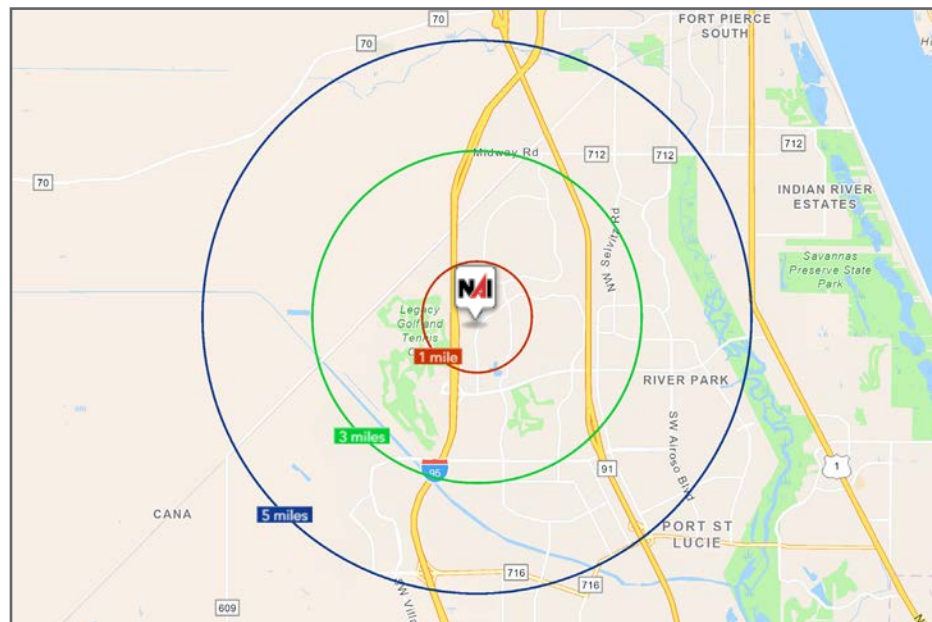 70
FORT PIERCE
SOUTH
70
Midway Rd
712
712
712
70
INDIAN RIVER
ESTATES
NW Selvitz Rd
Savannas
Preserve State
Park
NAI
Legacy
Golf and
Tennis
1 mile
RIVER PARK
SW Airoso Blvd
3 miles
95
91
1
5 miles
CANA
PORT ST
LUCIE
716
716
SW Villa
609